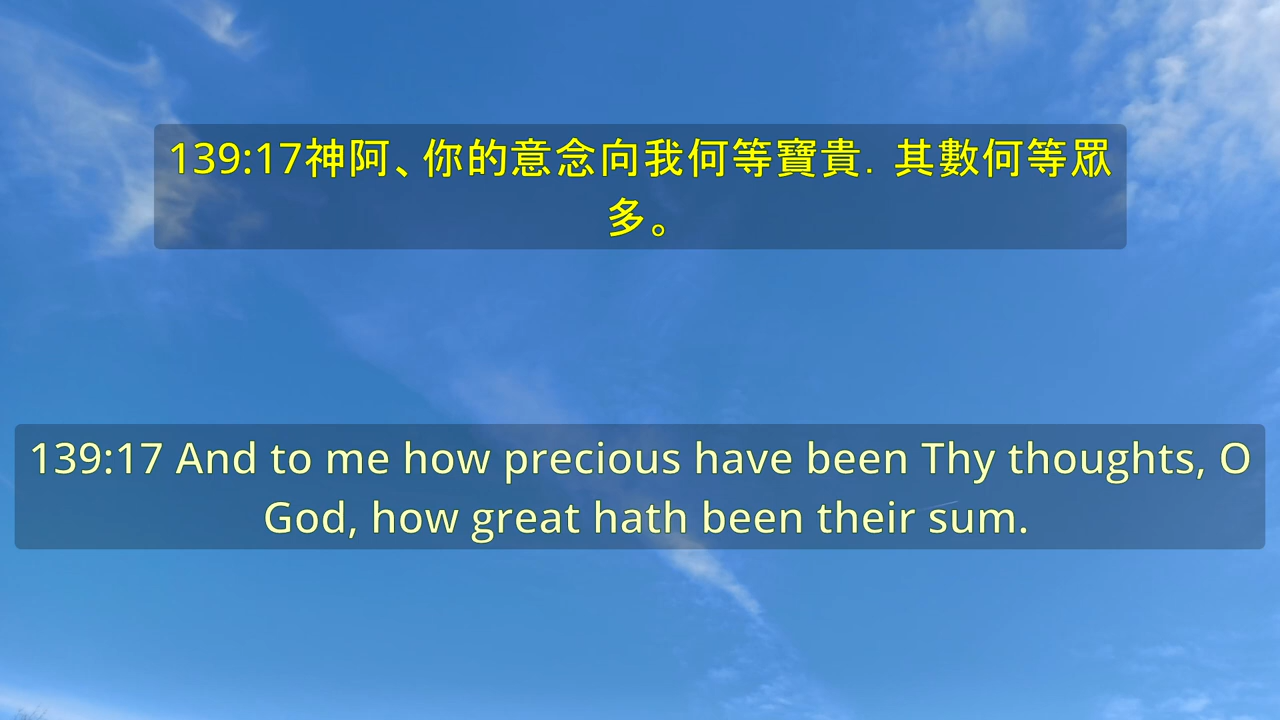 139:17神阿、你的意念向我何等寶貴．其數何等眾
多。
139:17 And to me how precious have been Thy thoughts, O
God, how great hath been their sum.